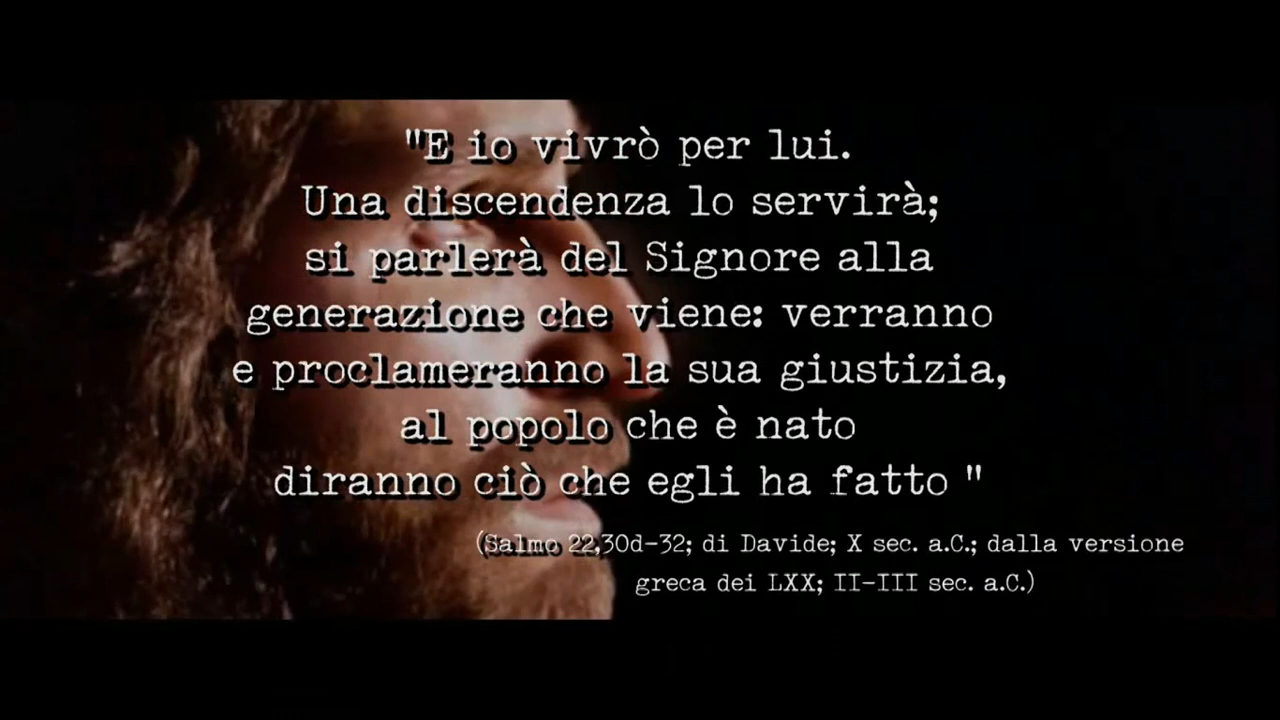 "E io vivrò per lui.
Una discendenza lo servirà;
si parlerà del Signore alla
generazione che viene: verranno
e proclameranno la sua giustizia,
al popolo che è nato
diranno ciò che egli ha fatto "
(Salmo 22,30d-32; di Davide; X sec. a.C.; dalla versione
greca dei LXX; II-III sec. a.C.)